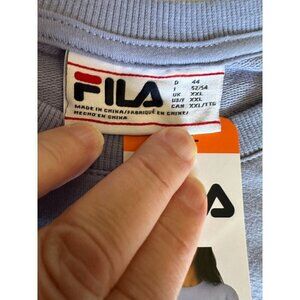 FILA
D 44
I 52/54
UK XXL
US/F XXL
CAN XXL/TTG
MADE IN CHINA/FABRIQUÉ EN CHINE/
HECHO EN CHINA
FILA